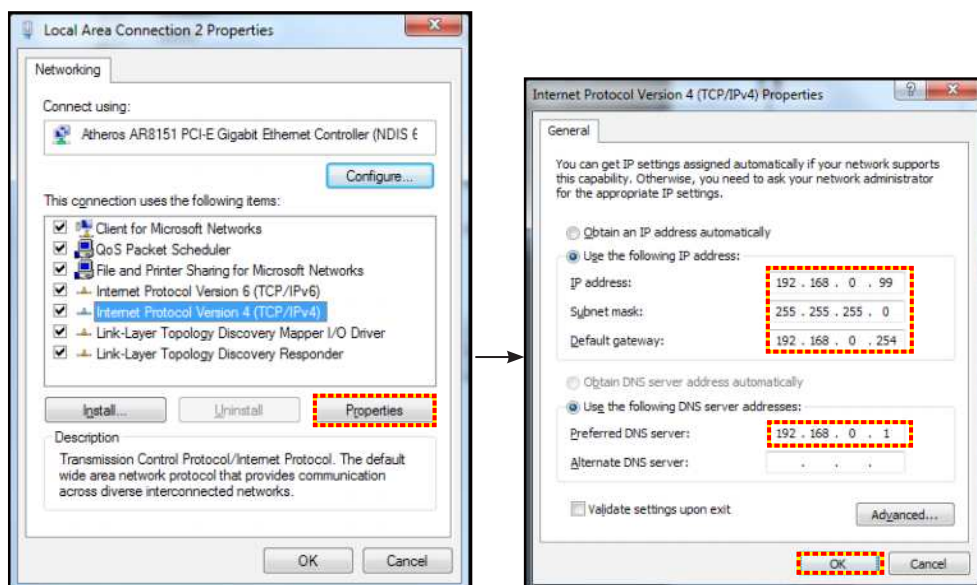 Local Area Connection 2 Properties
Networking
Connect using:
Atheros AR8151 PCI-E Gigabit Ethernet Controller (NDIS 6
Configure...
This connection uses the following items:
Client for Microsoft Networks
QoS Packet Scheduler
File and Printer Sharing for Microsoft Networks
Internet Protocol Version 6 (TCP/IPv6)
Internet Protocol Version 4 (TCP/IPv4)
Link-Layer Topology Discovery Mapper I/O Driver
Link-Layer Topology Discovery Responder
Install...
Uninstall
Properties
Description
Transmission Control Protocol/Internet Protocol. The default
wide area network protocol that provides communication
across diverse interconnected networks.
OK
Cancel
Internet Protocol Version 4 (TCP/IPv4) Properties
General
You can get IP settings assigned automatically if your network supports
this capability. Otherwise, you need to ask your network administrator
for the appropriate IP settings.
Obtain an IP address automatically
Use the following IP address:
IP address: 192 . 168 . 0 . 99
Subnet mask: 255 . 255 . 255 . 0
Default gateway: 192 . 168 . 0 . 254
Obtain DNS server address automatically
Use the following DNS server addresses:
Preferred DNS server: 192 . 168 . 0 . 1
Alternate DNS server: . . .
Validate settings upon exit
Advanced...
OK
Cancel